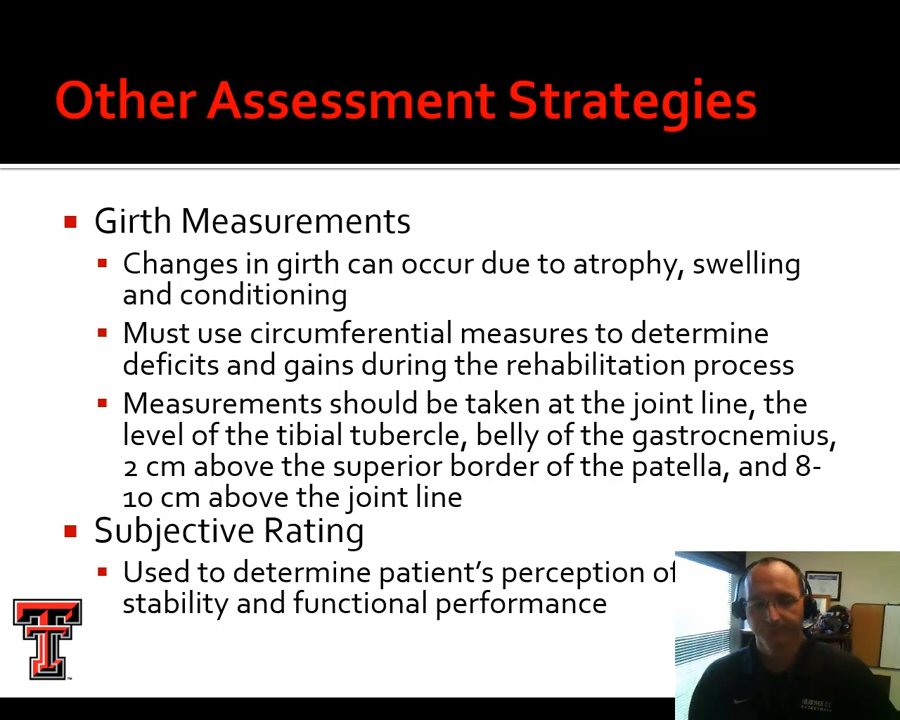 Other Assessment Strategies
Girth Measurements
Changes in girth can occur due to atrophy, swelling
and conditioning
Must use circumferential measures to determine
deficits and gains during the rehabilitation process
Measurements should be taken at the joint line, the
level of the tibial tubercle, belly of the gastrocnemius,
2 cm above the superior border of the patella, and 8-
10 cm above the joint line
Subjective Rating
Used to determine patient's perception of
stability and functional performance